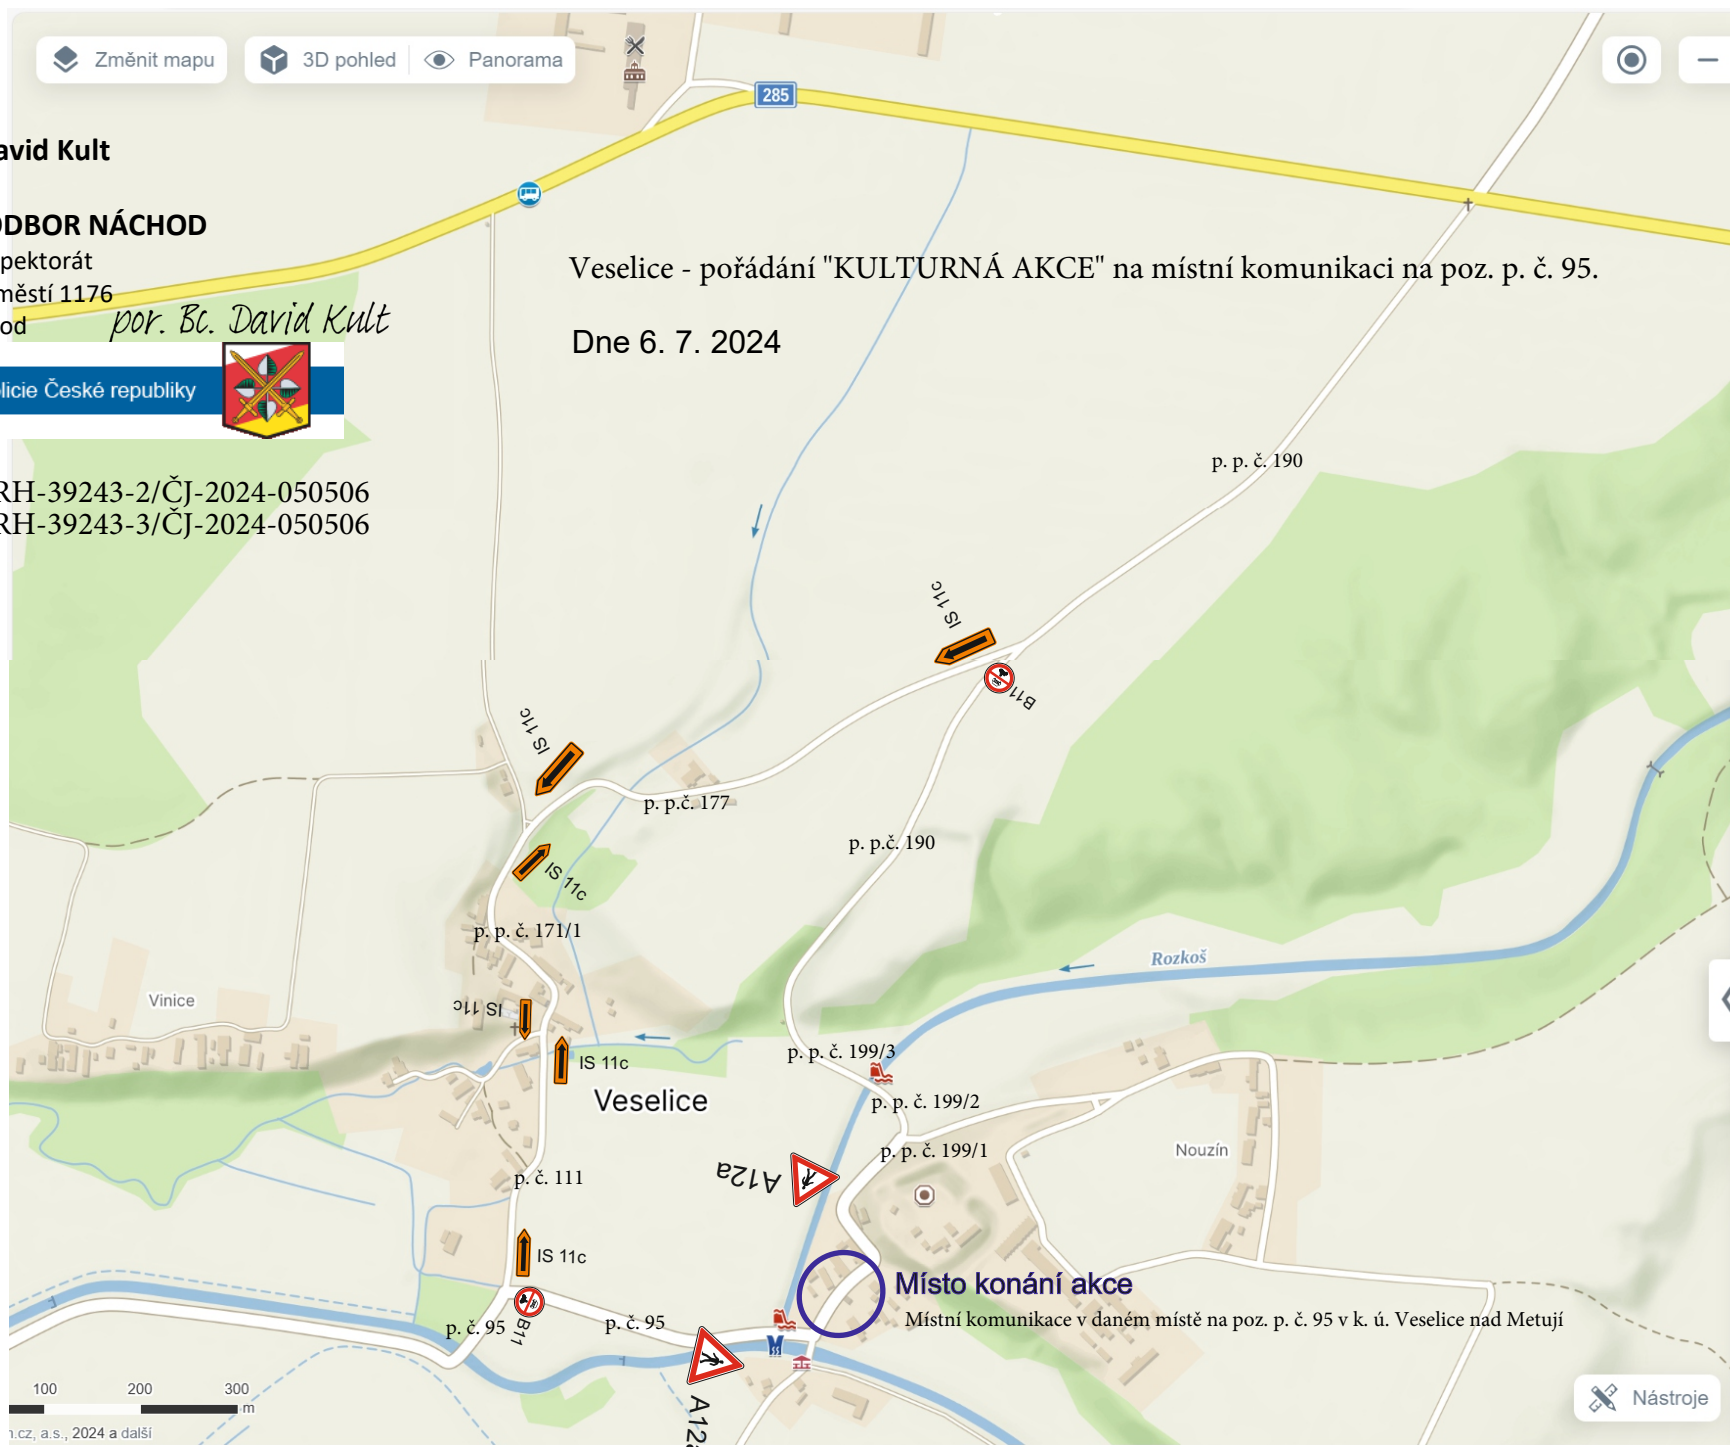 Změnit mapu
3D pohled
Panorama
285
avid Kult
ODBOR NÁCHOD
pektorát
městí 1176
od
por. Bc. David Kult
licie České republiky
RH-39243-2/ČJ-2024-050506
RH-39243-3/ČJ-2024-050506
Veselice - pořádání "KULTURNÁ AKCE" na místní komunikaci na poz. p. č. 95.
Dne 6. 7. 2024
p. p. č. 190
IS 11c
B11
IS 11c
p. p.č. 177
p. p.č. 190
IS 11c
p. p. č. 171/1
Rozkoš
Vinice
IS 11c
IS 11c
p. p. č. 199/3
Veselice
p. p. č. 199/2
p. p. č. 199/1
Nouzín
A12a
p. č. 111
IS 11c
Místo konání akce
Místní komunikace v daném místě na poz. p. č. 95 v k. ú. Veselice nad Metují
p. č. 95
B11
p. č. 95
A12a
100 200 300
m
n.cz, a.s., 2024 a další
Nástroje